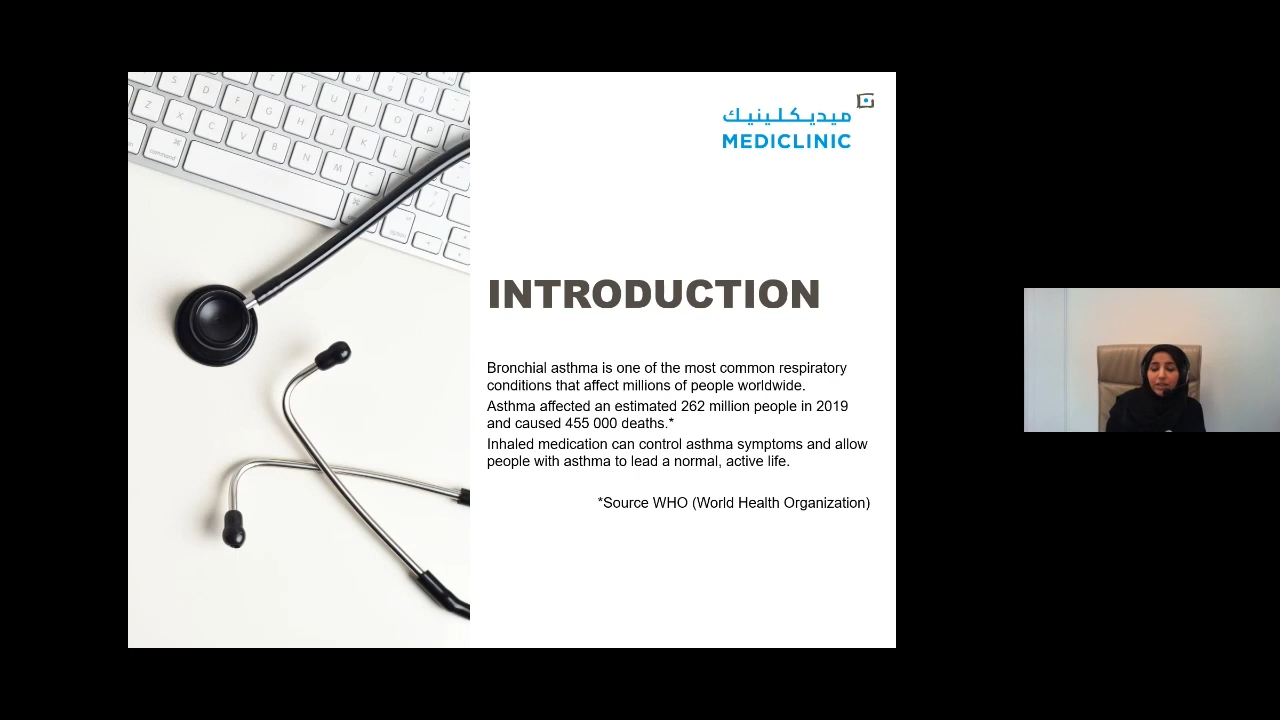 ميديكلينيك
MEDICLINIC
INTRODUCTION
Bronchial asthma is one of the most common respiratory
conditions that affect millions of people worldwide.
Asthma affected an estimated 262 million people in 2019
and caused 455 000 deaths.*
Inhaled medication can control asthma symptoms and allow
people with asthma to lead a normal, active life.
*Source WHO (World Health Organization)
S
D
T
Y
U
I
O
P
Z
X
C
F
G
H
J
K
L
V
B
N
M
command
option